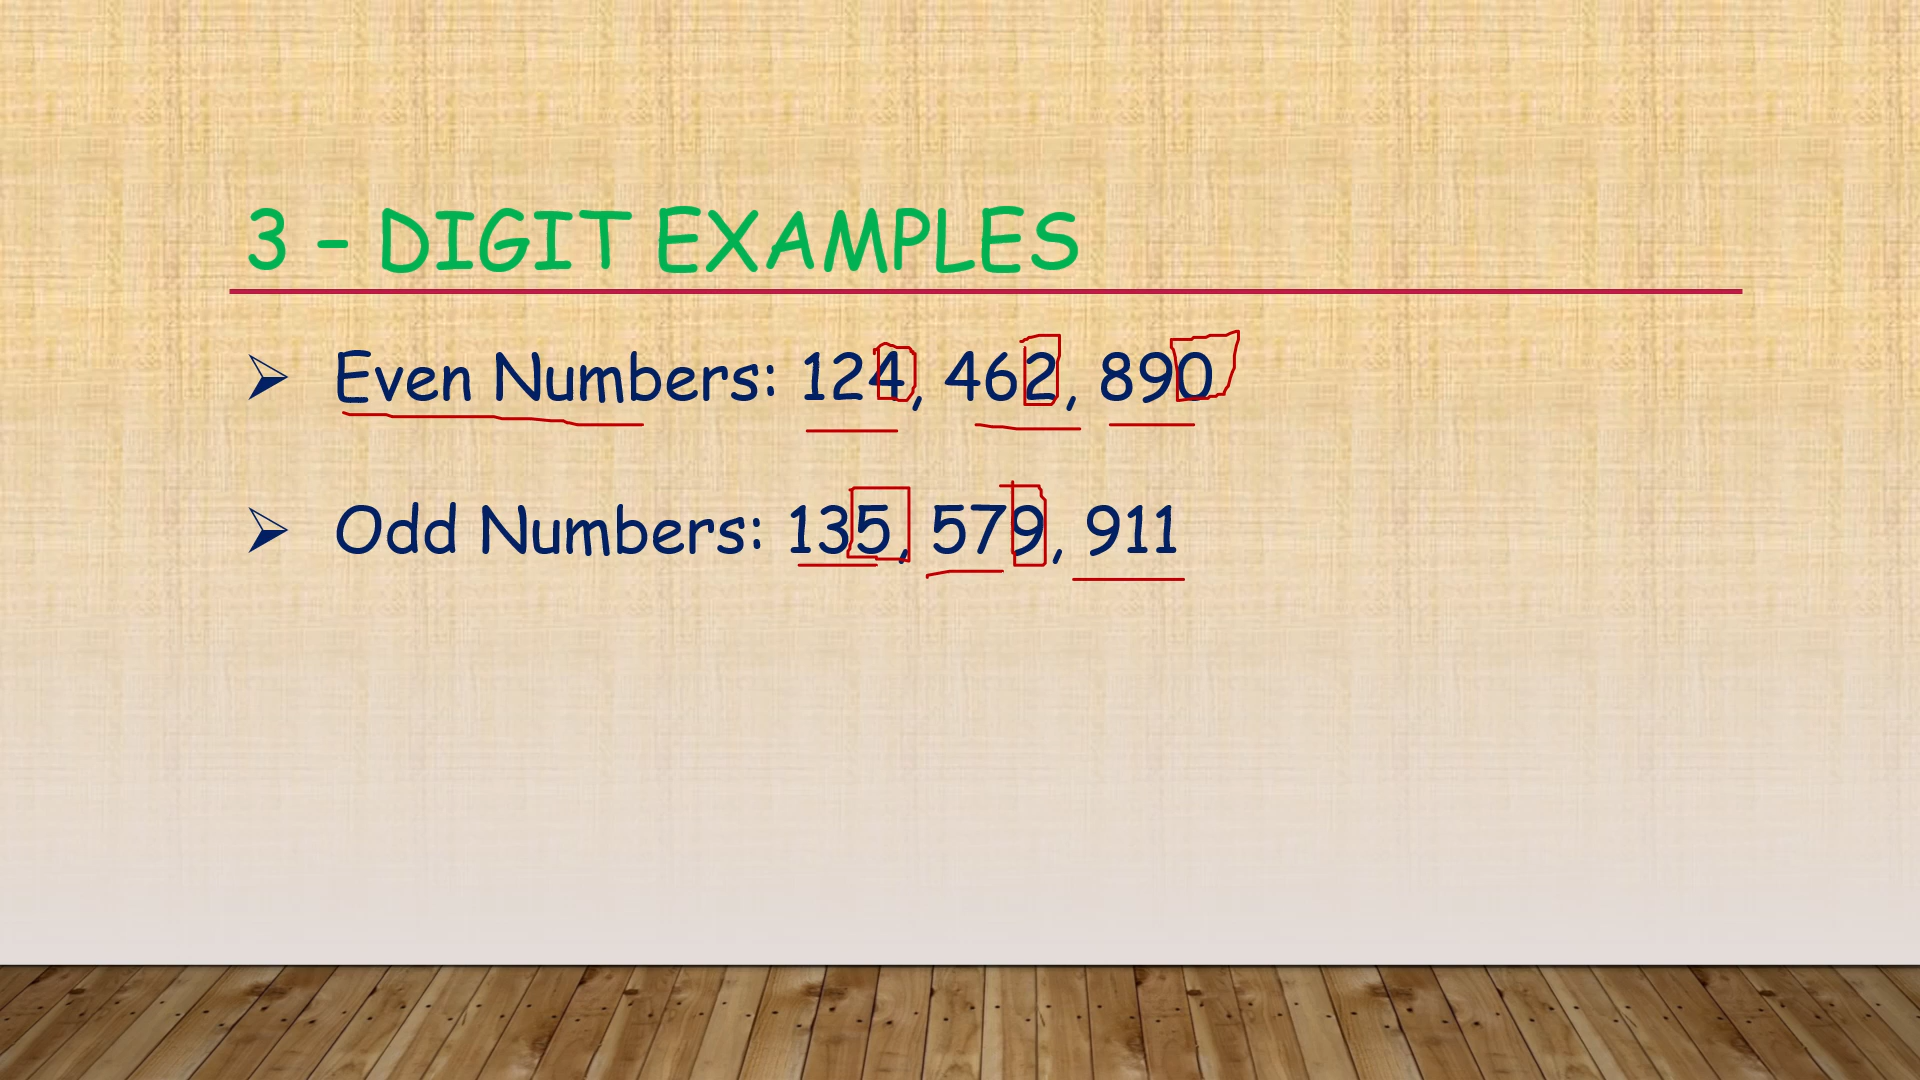 3 – DIGIT EXAMPLES
Even Numbers: 124, 462, 890
Odd Numbers: 135, 579, 911